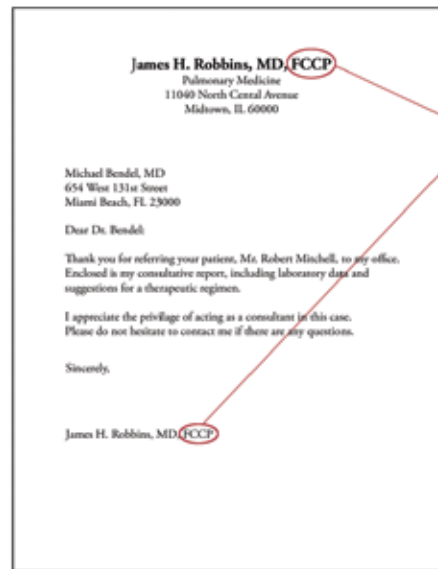 James H. Robbins, MD, FCCP
Pulmonary Medicine
11040 North Cental Avenue
Midtown, IL 60000
Michael Bendel, MD
654 West 131st Street
Miami Beach, FL 23000
Dear Dr. Bendel:
Thank you for referring your patient, Mr. Robert Mitchell, to my office.
Enclosed is my consultative report, including laboratory data and
suggestions for a therapeutic regimen.
I appreciate the privilage of acting as a consultant in this case.
Please do not hesitate to contact me if there are any questions.
Sincerely,
James H. Robbins, MD, FCCP